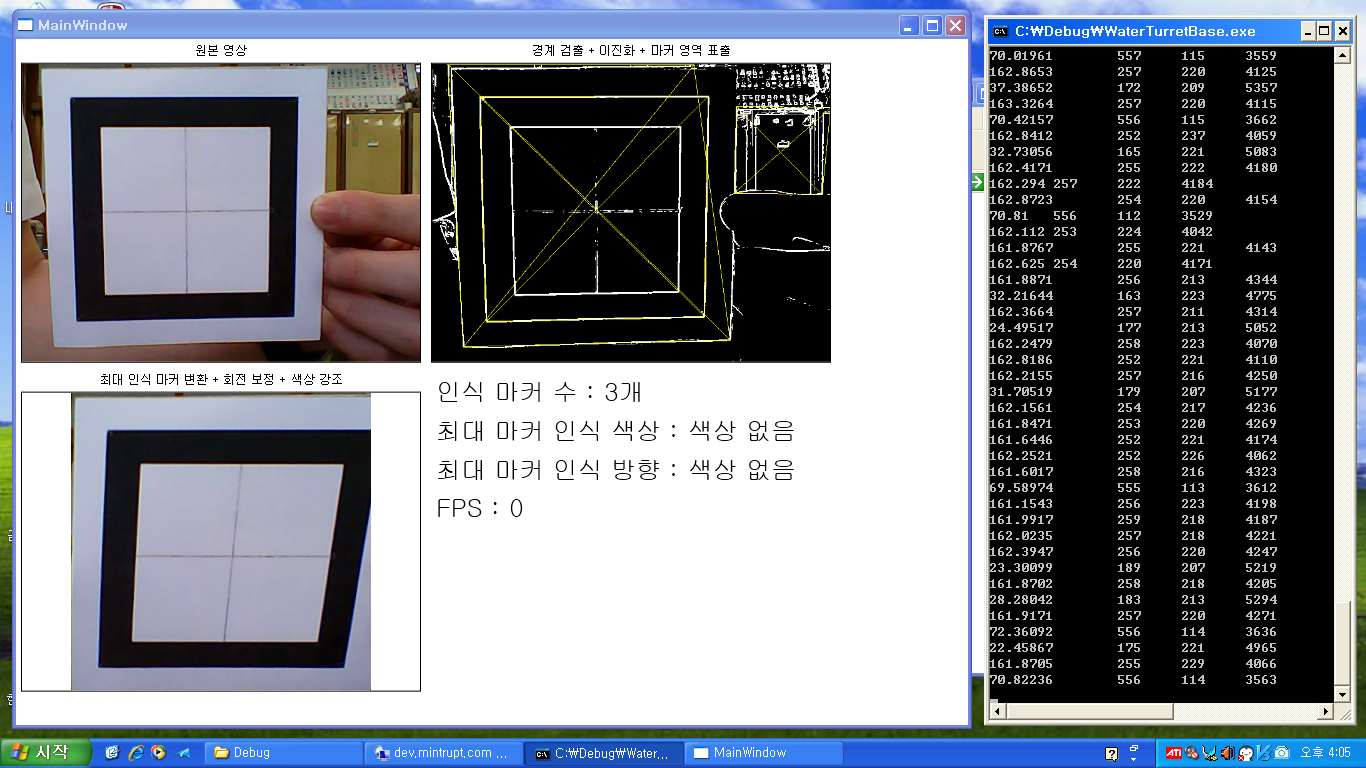 MainWindow
원본 영상
경계 검출 + 이진화 + 마커 영역 표출
최대 인식 마커 변환 + 회전 보정 + 색상 강조
인식 마커 수 : 3개
최대 마커 인식 색상 : 색상 없음
최대 마커 인식 방향 : 색상 없음
FPS : 0
C:₩Debug₩WaterTurretBase.exe
70.01961 557 115 3559
162.8653 257 220 4125
37.38652 172 209 5357
163.3264 257 220 4115
70.42157 556 115 3662
162.8412 252 237 4059
32.73056 165 221 5083
162.4171 255 222 4180
162.294 257 222 4184
162.8723 254 220 4154
70.81 556 112 3529
162.112 253 224 4042
161.8767 255 221 4143
162.625 254 220 4171
161.8871 256 213 4344
32.21644 163 223 4775
162.3664 257 211 4314
24.49517 177 213 5052
162.2479 258 223 4070
162.8186 252 221 4110
162.2155 257 216 4250
31.70519 179 207 5177
162.1561 254 217 4236
161.8471 253 220 4269
161.6446 252 221 4174
162.2521 252 226 4062
161.6017 258 216 4323
69.58974 555 113 3612
161.1543 256 223 4198
161.9917 259 218 4187
162.0235 257 218 4221
162.3947 256 220 4247
23.30099 189 207 5219
161.8702 258 218 4205
28.28042 183 213 5294
161.9171 257 220 4271
72.36092 556 114 3636
22.45867 175 221 4965
161.8705 255 229 4066
70.82236 556 114 3563
시작
Debug
dev.mintrupt.com ...
C:₩Debug₩Water...
MainWindow
ATI
오후 4:05